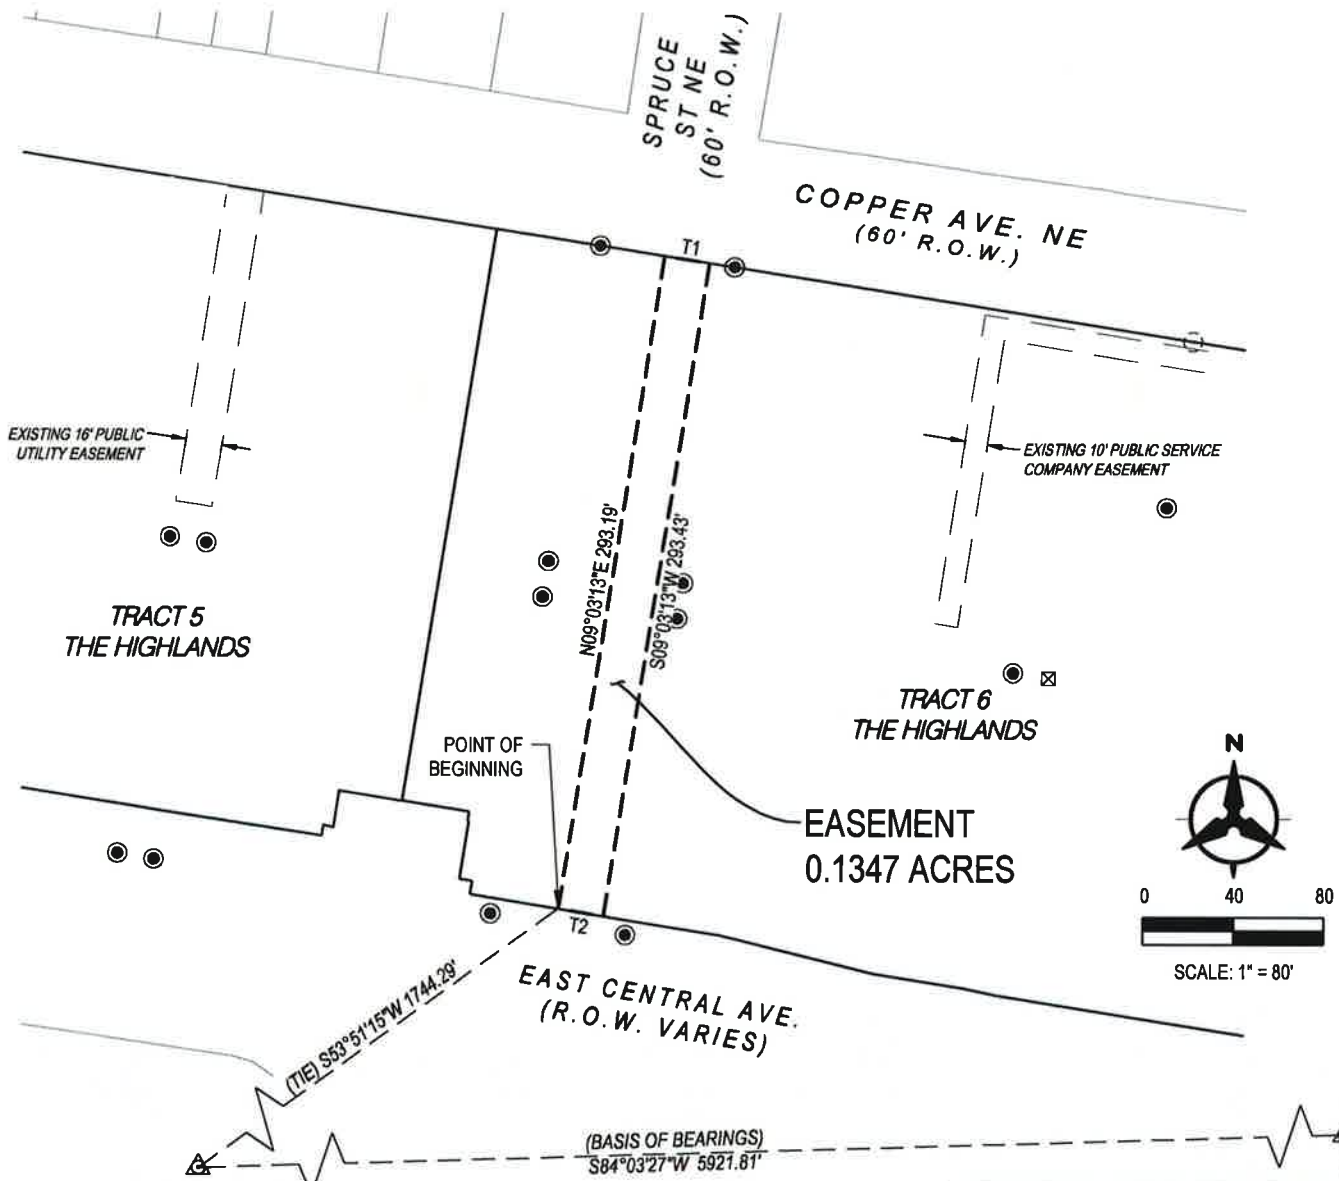 SPRUCE
ST NE
(60' R.O.W.)
COPPER AVE. NE
(60' R.O.W.)
T1
EXISTING 16' PUBLIC
UTILITY EASEMENT
EXISTING 10' PUBLIC SERVICE
COMPANY EASEMENT
N09°03'13"E 293.19'
S09°03'13"W 293.43'
TRACT 5
THE HIGHLANDS
TRACT 6
THE HIGHLANDS
POINT OF
BEGINNING
N
EASEMENT
0.1347 ACRES
0 40 80
SCALE: 1" = 80'
T2
EAST CENTRAL AVE.
(R.O.W. VARIES)
(TIE) S53°51'15"W 1744.29'
(BASIS OF BEARINGS)
S84°03'27"W 5921.81'